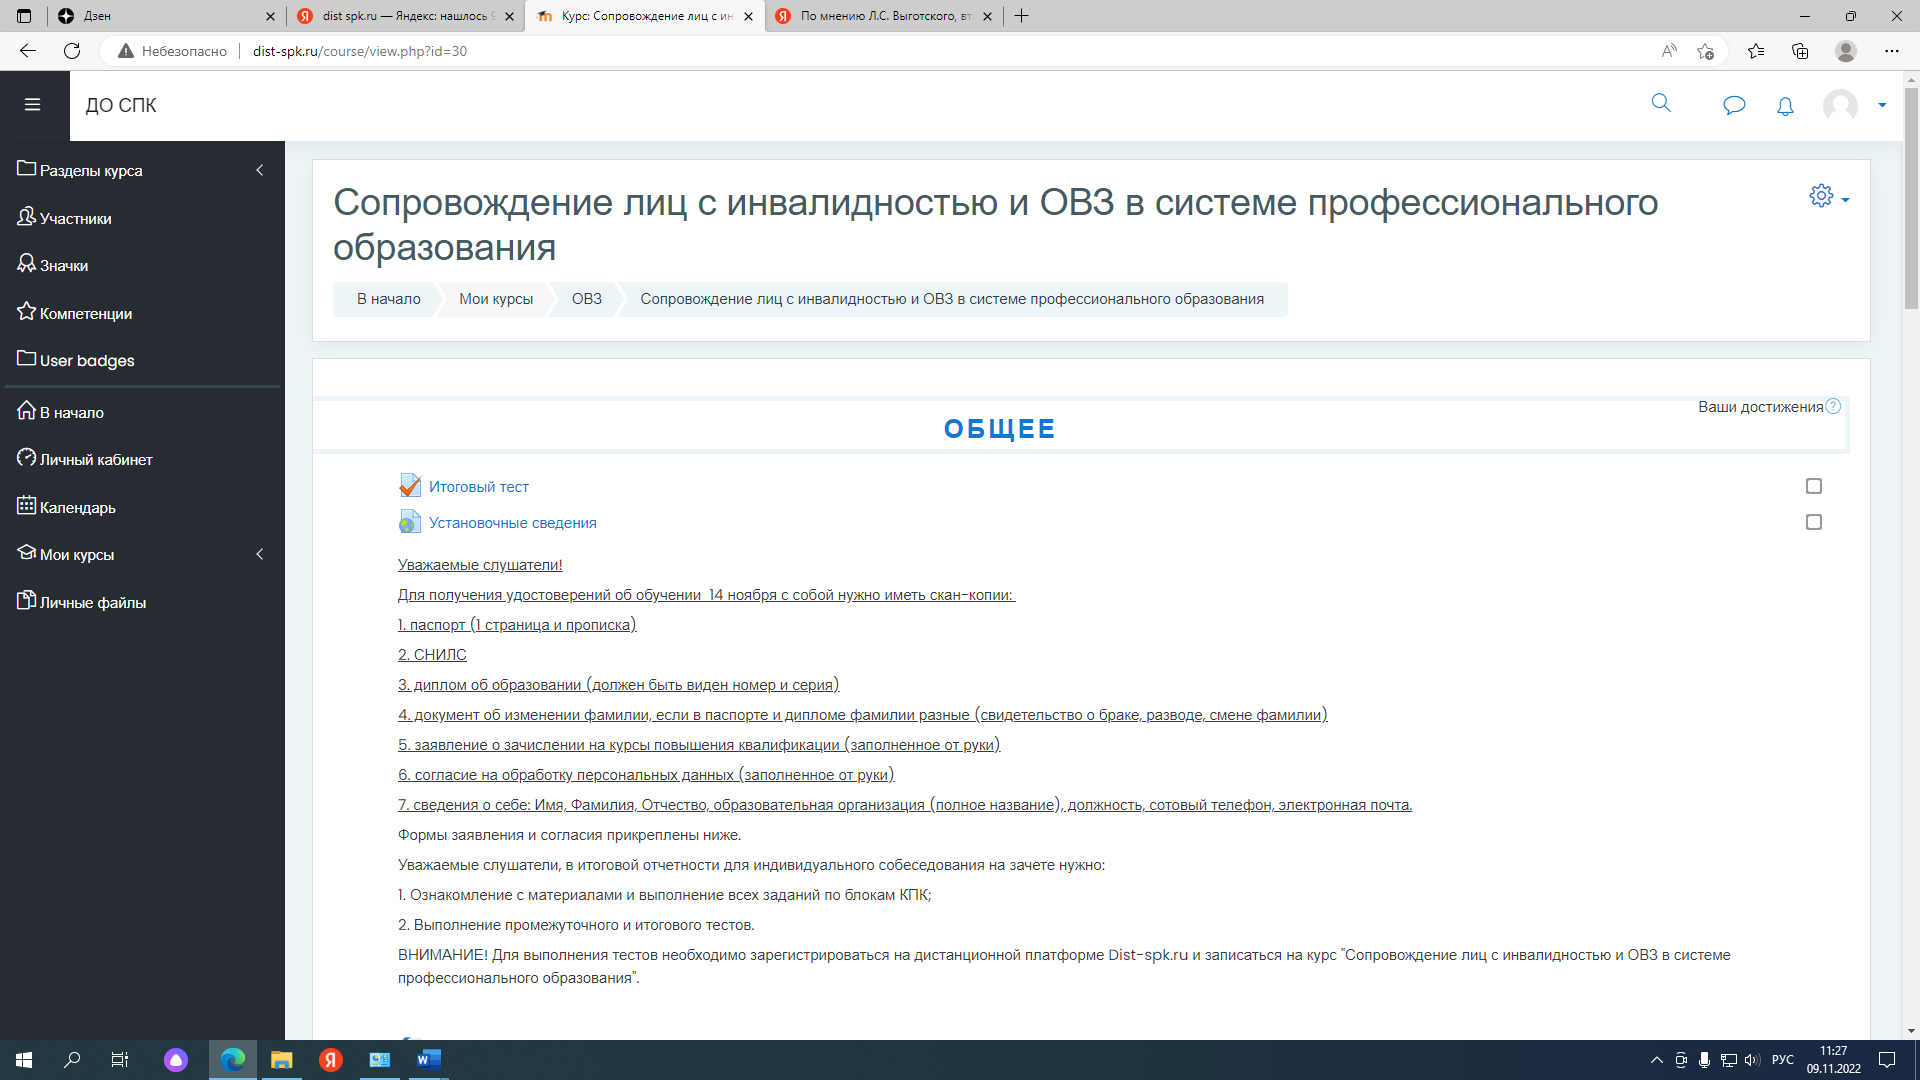 Дзен
dist spk.ru — Яндекс: нашлось
Курс: Сопровождение лиц с ин
По мнению Л.С. Выготского, вт
Небезопасно
dist-spk.ru/course/view.php?id=30
ДО СПК
Разделы курса
Участники
Значки
Компетенции
User badges
В начало
Личный кабинет
Календарь
Мои курсы
Личные файлы
Сопровождение лиц с инвалидностью и ОВЗ в системе профессионального
образования
В начало
Мои курсы
ОВЗ
Сопровождение лиц с инвалидностью и ОВЗ в системе профессионального образования
Ваши достижения
ОБЩЕЕ
Итоговый тест
Установочные сведения
Уважаемые слушатели!
Для получения удостоверений об обучении 14 ноября с собой нужно иметь скан-копии:
1. паспорт (1 страница и прописка)
2. СНИЛС
3. диплом об образовании (должен быть виден номер и серия)
4. документ об изменении фамилии, если в паспорте и дипломе фамилии разные (свидетельство о браке, разводе, смене фамилии)
5. заявление о зачислении на курсы повышения квалификации (заполненное от руки)
6. согласие на обработку персональных данных (заполненное от руки)
7. сведения о себе: Имя, Фамилия, Отчество, образовательная организация (полное название), должность, сотовый телефон, электронная почта.
Формы заявления и согласия прикреплены ниже.
Уважаемые слушатели, в итоговой отчетности для индивидуального собеседования на зачете нужно:
1. Ознакомление с материалами и выполнение всех заданий по блокам КПК;
2. Выполнение промежуточного и итогового тестов.
ВНИМАНИЕ! Для выполнения тестов необходимо зарегистрироваться на дистанционной платформе Dist-spk.ru и записаться на курс "Сопровождение лиц с инвалидностью и ОВЗ в системе
профессионального образования".
РУС
11:27
09.11.2022